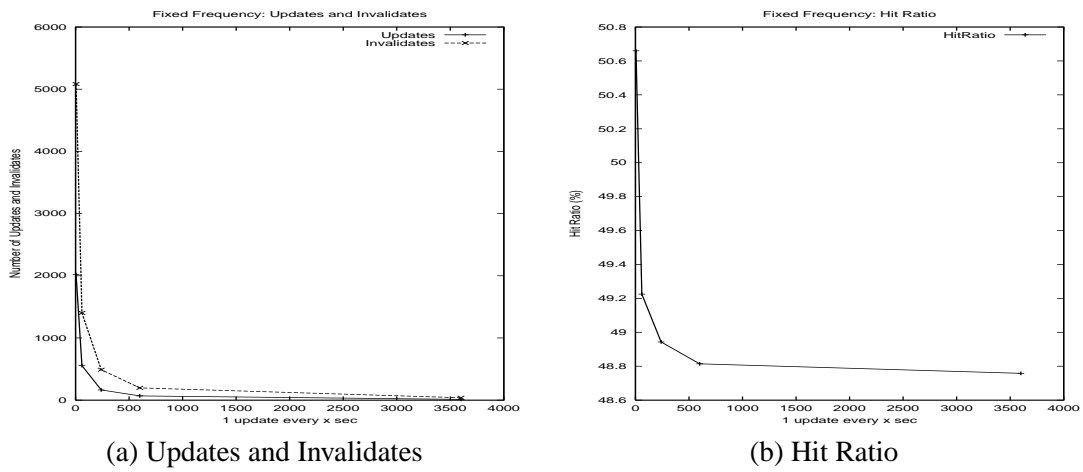 Fixed Frequency: Updates and Invalidates
Updates
Invalidates
6000
5000
4000
3000
2000
1000
0
Number of Updates and Invalidates
0 500 1000 1500 2000 2500 3000 3500 4000
1 update every x sec
(a) Updates and Invalidates
Fixed Frequency: Hit Ratio
HitRatio
50.8
50.6
50.4
50.2
50
49.8
49.6
49.4
49.2
49
48.8
48.6
Hit Ratio (%)
0 500 1000 1500 2000 2500 3000 3500 4000
1 update every x sec
(b) Hit Ratio